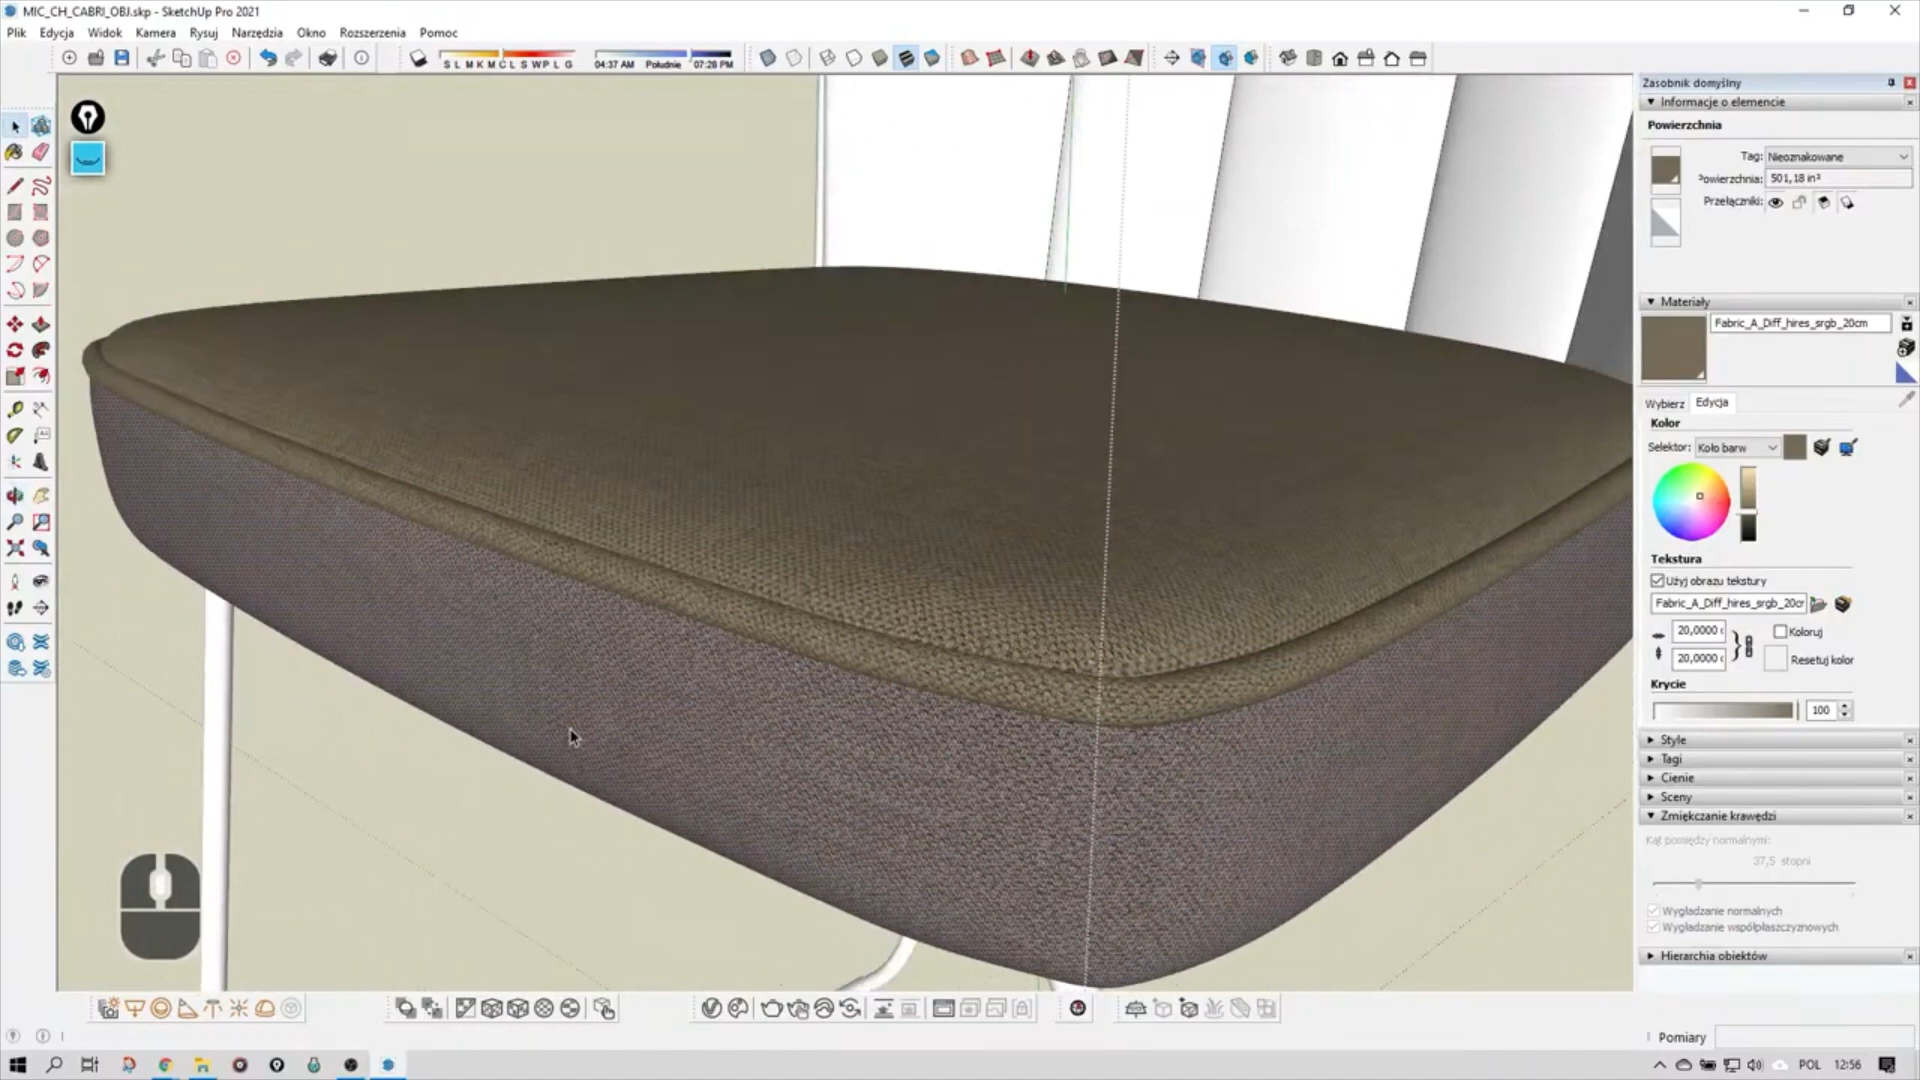 MIC_CH_CABRI_OBJ.skp - SketchUp Pro 2021
Plik Edycja Widok Kamera Rysuj Narzędzia Okno Rozszerzenia Pomoc
S L M K M C L S W P L G 04:37 AM Południe 07:28 PM
Zasobnik domyślny
Informacje o elemencie
Powierzchnia
Tag: Nieoznakowane
Powierzchnia: 501,18 in²
Przełączniki:
Materiały
Fabric_A_Diff_hires_srgb_20cm
Wybierz Edycja
Kolor
Selektor: Koło barw
Tekstura
Użyj obrazu tekstury
Fabric_A_Diff_hires_srgb_20cr
20,0000 Koloruj
20,0000 Resetuj kolor
Krycie
100
Style
Tagi
Cienie
Sceny
Zmiękczanie krawędzi
Kąt pomiędzy normalnymi:
37,5 stopni
Wygładzanie normalnych
Wygładzanie współpłaszczyznowych
Hierarchia obiektów
Pomiary
POL 12:56